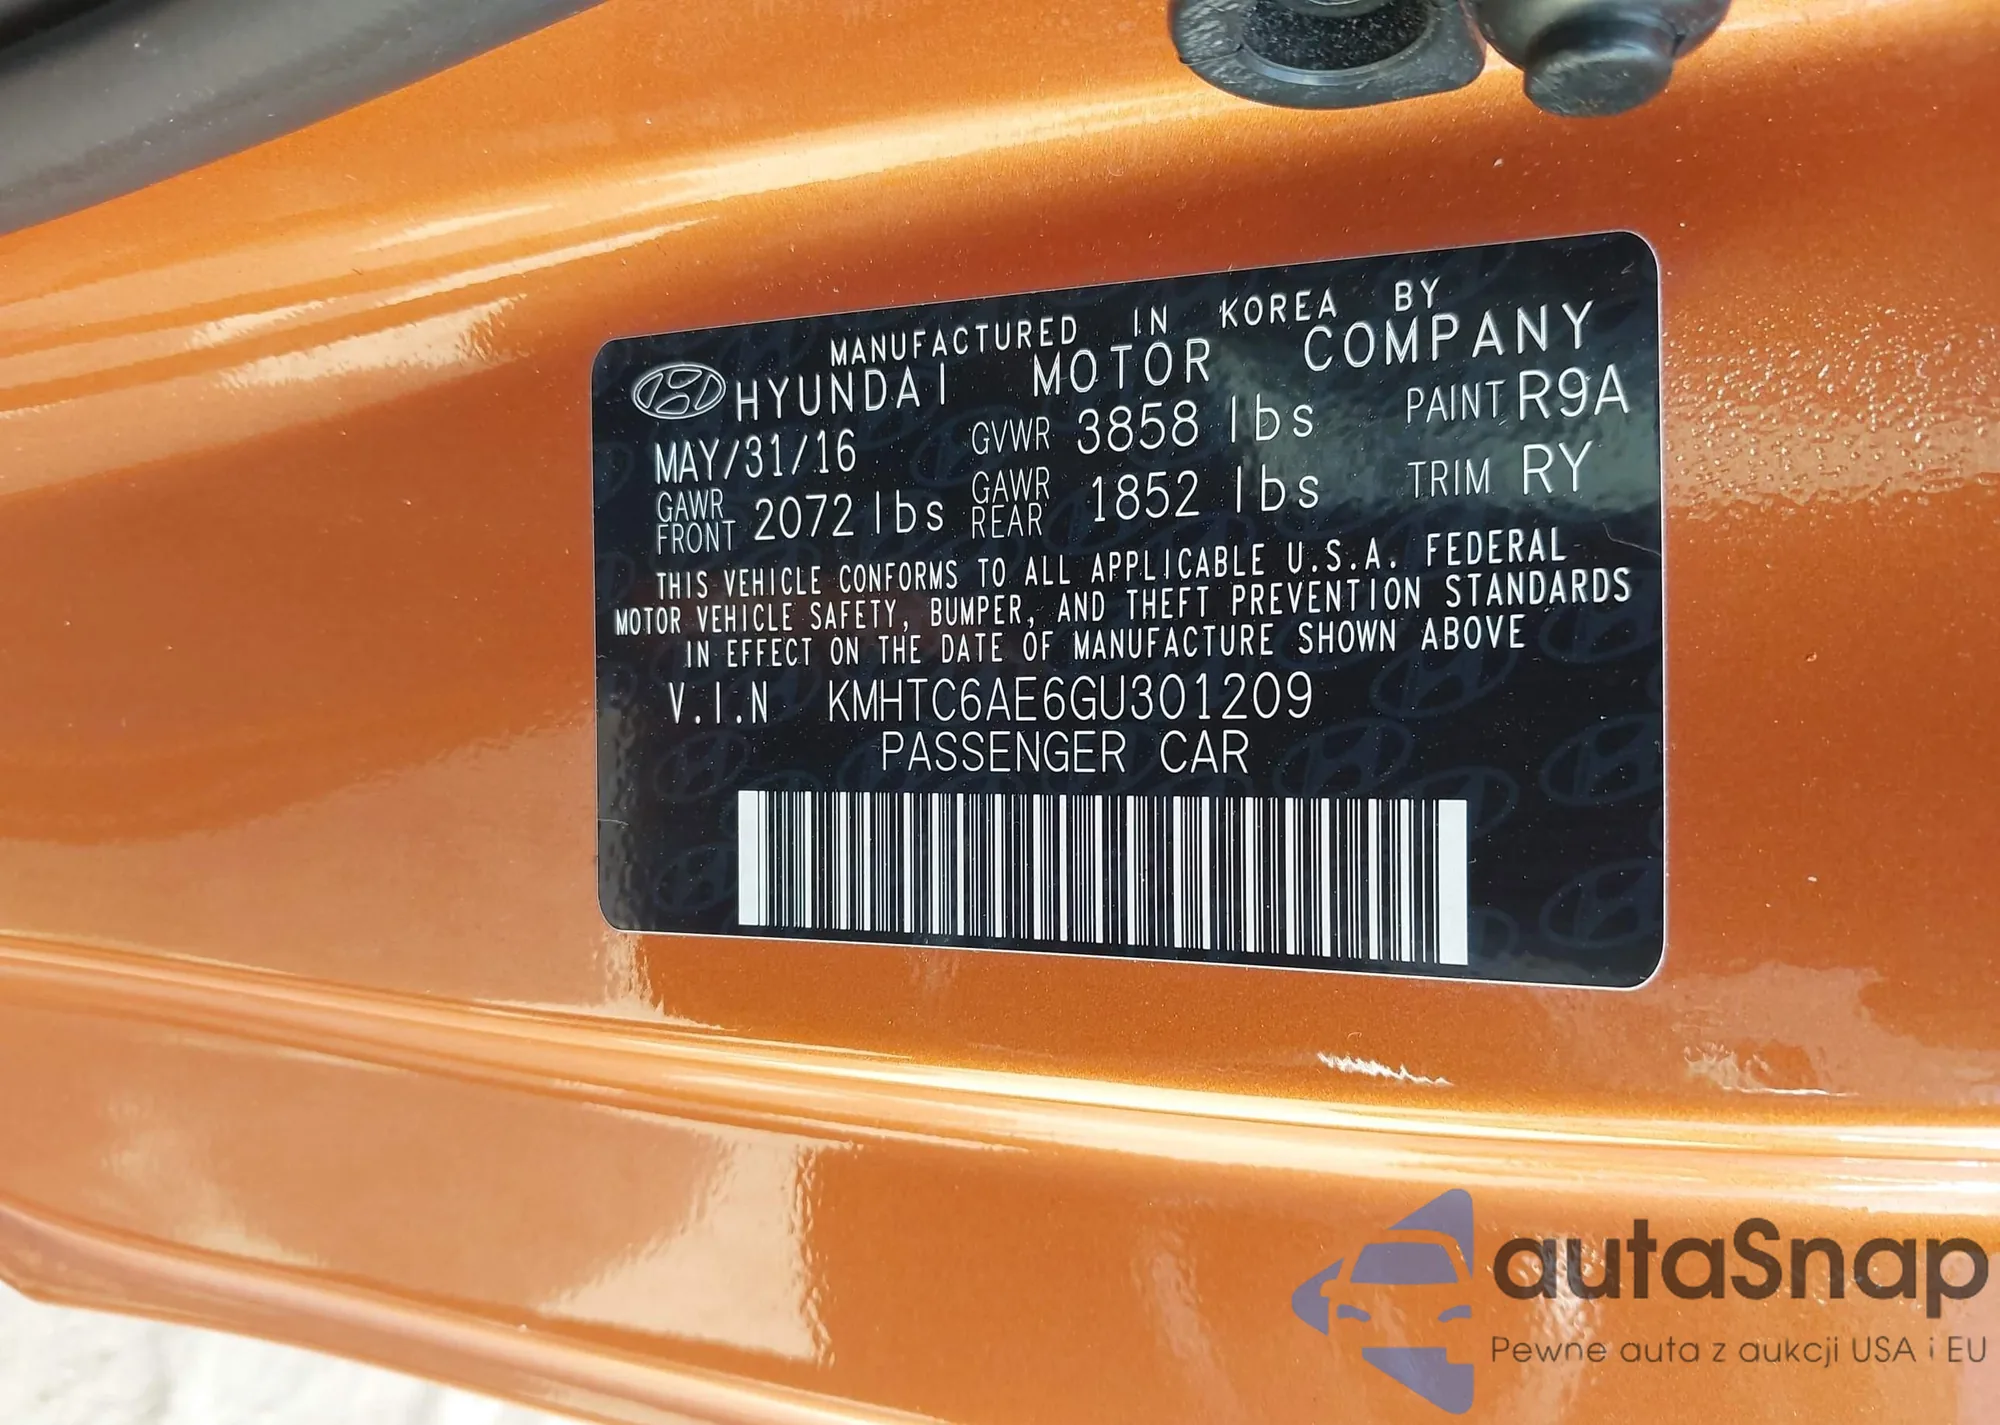 MANUFACTURED IN KOREA BY
HYUNDAI MOTOR COMPANY
MAY/31/16 GVWR 3858 lbs PAINT R9A
GAWR FRONT 2072 lbs GAWR REAR 1852 lbs TRIM RY
THIS VEHICLE CONFORMS TO ALL APPLICABLE U.S.A. FEDERAL
MOTOR VEHICLE SAFETY, BUMPER, AND THEFT PREVENTION STANDARDS
IN EFFECT ON THE DATE OF MANUFACTURE SHOWN ABOVE
V.I.N KMHTC6AE6GU301209
PASSENGER CAR
autaSnap
Pewne auta z aukcji USA i EU